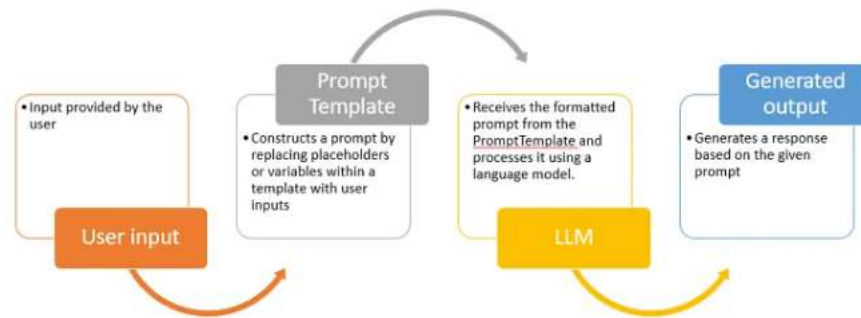 • Input provided by the
user
User input
Prompt
Template
• Constructs a prompt by
replacing placeholders
or variables within a
template with user
inputs
• Receives the formatted
prompt from the
PromptTemplate and
processes it using a
language model.
LLM
Generated
output
• Generates a response
based on the given
prompt